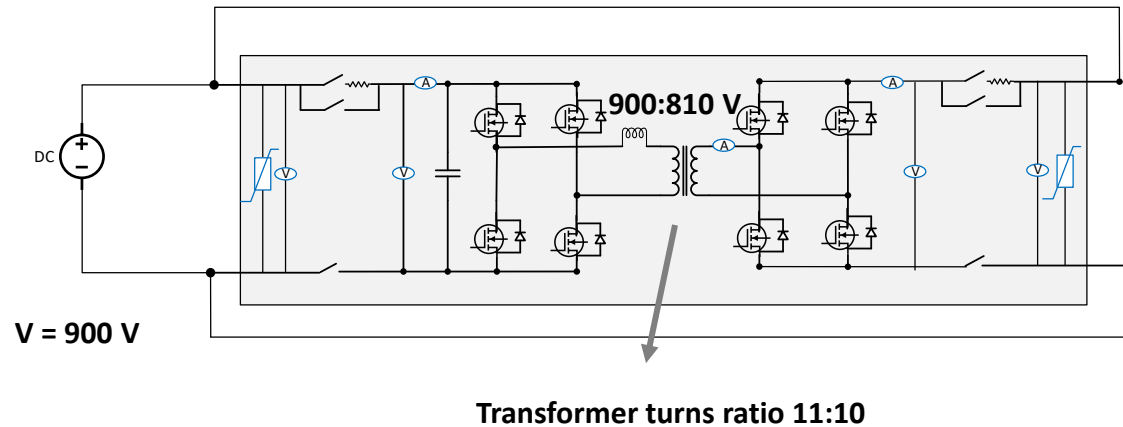 A
A
900:810 V
A
DC
V
V
V
V
V = 900 V
Transformer turns ratio 11:10